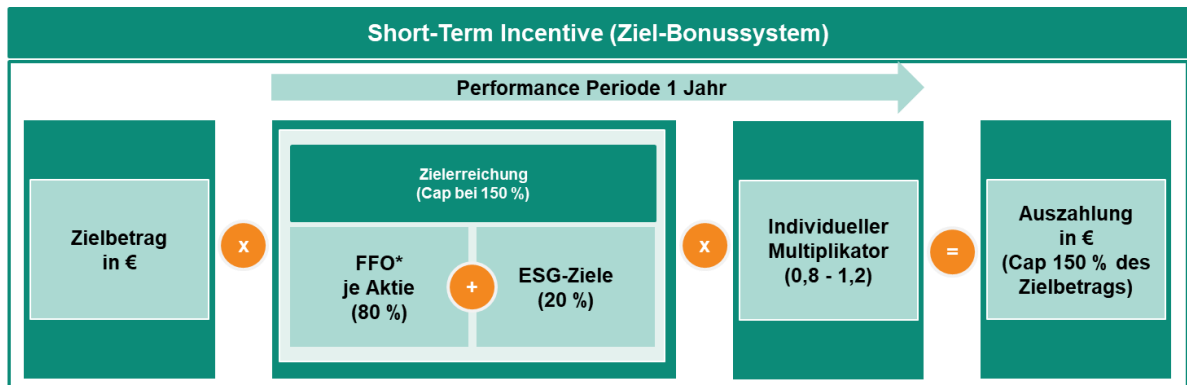 Short-Term Incentive (Ziel-Bonussystem)
Performance Periode 1 Jahr
Zielbetrag
in €
x
Zielerreichung
(Cap bei 150 %)
FFO*
je Aktie
(80 %)
+
ESG-Ziele
(20 %)
x
Individueller
Multiplikator
(0,8 - 1,2)
=
Auszahlung
in €
(Cap 150 % des
Zielbetrags)